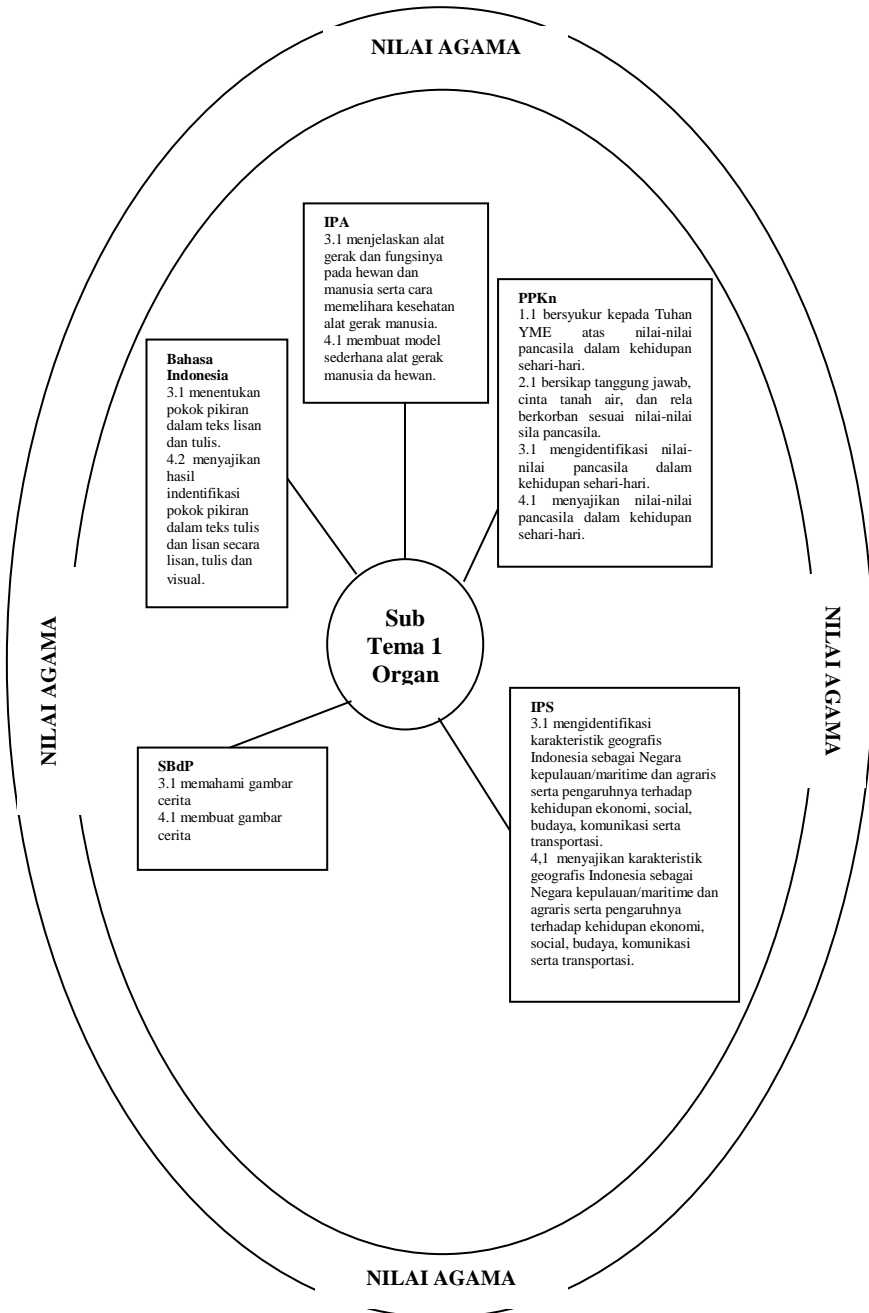 NILAI AGAMA
IPA
3.1 menjelaskan alat
gerak dan fungsinya
pada hewan dan
manusia serta cara
memelihara kesehatan
alat gerak manusia.
4.1 membuat model
sederhana alat gerak
manusia da hewan.
PPKn
1.1 bersyukur kepada Tuhan
YME atas nilai-nilai
pancasila dalam kehidupan
sehari-hari.
2.1 bersikap tanggung jawab,
cinta tanah air, dan rela
berkorban sesuai nilai-nilai
sila pancasila.
3.1 mengidentifikasi nilai-
nilai pancasila dalam
kehidupan sehari-hari.
4.1 menyajikan nilai-nilai
pancasila dalam kehidupan
sehari-hari.
Bahasa
Indonesia
3.1 menentukan
pokok pikiran
dalam teks lisan
dan tulis.
4.2 menyajikan
hasil
indentifikasi
pokok pikiran
dalam teks tulis
dan lisan secara
lisan, tulis dan
visual.
Sub
Tema 1
Organ
NILAI AGAMA
NILAI AGAMA
SBdP
3.1 memahami gambar
cerita
4.1 membuat gambar
cerita
IPS
3.1 mengidentifikasi
karakteristik geografis
Indonesia sebagai Negara
kepulauan/maritime dan agraris
serta pengaruhnya terhadap
kehidupan ekonomi, social,
budaya, komunikasi serta
transportasi.
4,1 menyajikan karakteristik
geografis Indonesia sebagai
Negara kepulauan/maritime dan
agraris serta pengaruhnya
terhadap kehidupan ekonomi,
social, budaya, komunikasi
serta transportasi.
NILAI AGAMA